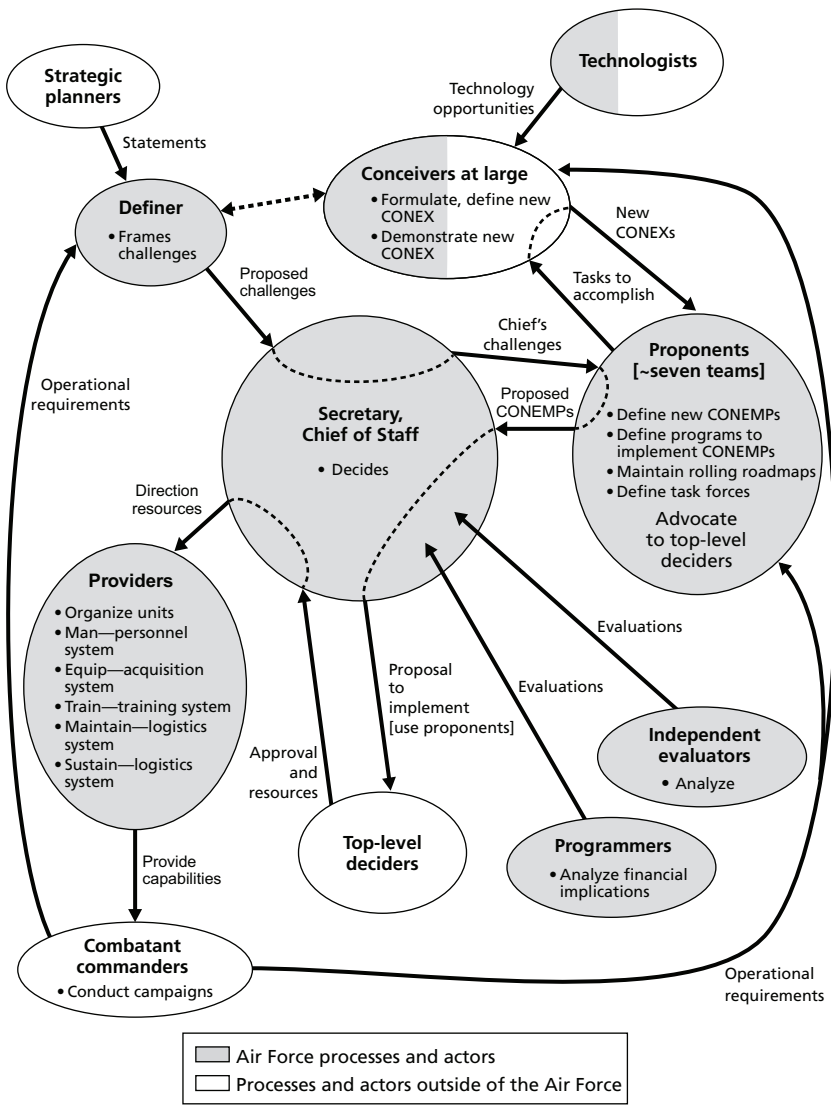 Strategic
planners
Technologists
Technology
opportunities
Statements
Conceivers at large
• Formulate, define new
CONEX
• Demonstrate new
CONEX
Definer
• Frames
challenges
New
CONEXs
Proposed
challenges
Tasks to
accomplish
Chief's
challenges
Proponents
[~seven teams]
• Define new CONEMPs
• Define programs to
implement CONEMPs
• Maintain rolling roadmaps
• Define task forces
Advocate
to top-level
deciders
Operational
requirements
Proposed
CONEMPs
Secretary,
Chief of Staff
• Decides
Direction
resources
Providers
• Organize units
• Man—personnel
system
• Equip—acquisition
system
• Train—training system
• Maintain—logistics
system
• Sustain—logistics
system
Evaluations
Proposal
to
implement
[use proponents]
Evaluations
Approval
and
resources
Independent
evaluators
• Analyze
Top-level
deciders
Programmers
• Analyze financial
implications
Provide
capabilities
Combatant
commanders
• Conduct campaigns
Operational
requirements
Air Force processes and actors
Processes and actors outside of the Air Force